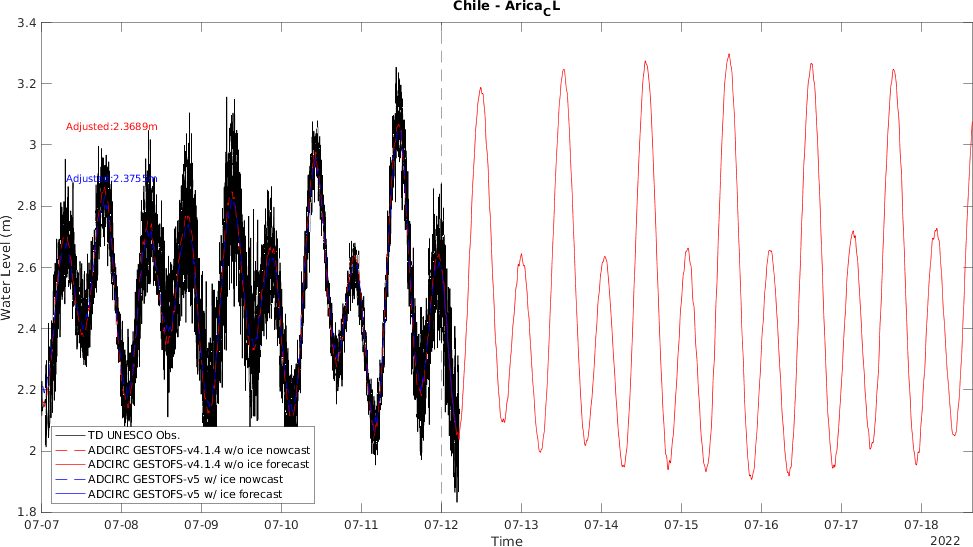 Chile - Arica_CL
3.4
3.2
3
2.8
2.6
2.4
2.2
2
1.8
Water Level (m)
Adjusted:2.3689m
Adjusted:2.3755m
TD UNESCO Obs.
ADCIRC GESTOFS-v4.1.4 w/o ice nowcast
ADCIRC GESTOFS-v4.1.4 w/o ice forecast
ADCIRC GESTOFS-v5 w/ ice nowcast
ADCIRC GESTOFS-v5 w/ ice forecast
07-07 07-08 07-09 07-10 07-11 07-12 07-13 07-14 07-15 07-16 07-17 07-18
Time
2022